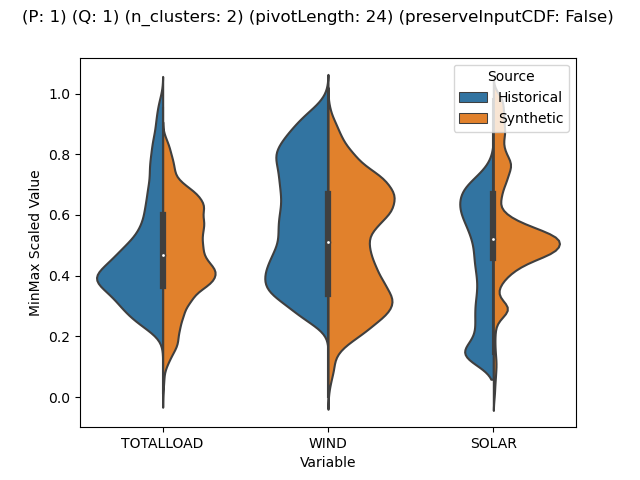 (P: 1) (Q: 1) (n_clusters: 2) (pivotLength: 24) (preserveInputCDF: False)
Source
Historical
Synthetic
MinMax Scaled Value
1.0
0.8
0.6
0.4
0.2
0.0
TOTALLOAD WIND SOLAR
Variable